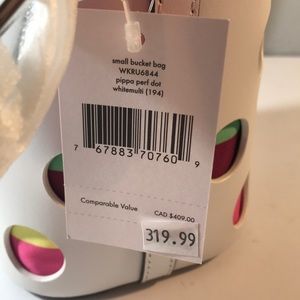 small bucket bag
WKRU6844
pippa perf dot
whitemulti (194)
7 67883 70760 9
Comparable Value CAD $409.00
319.99